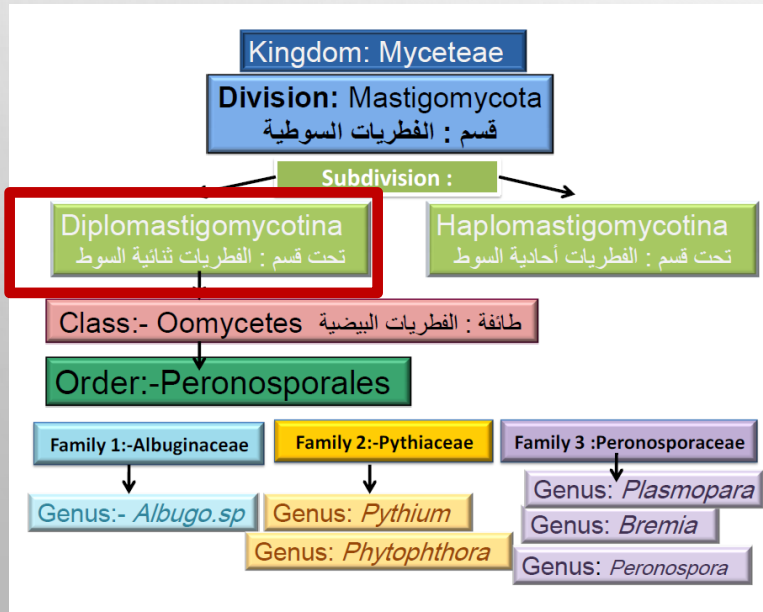 Kingdom: Myceteae
Division: Mastigomycota
قسم : الفطريات السوطية
Subdivision :
Diplomastigomycotina
تحت قسم : الفطريات ثنائية السوط
Haplomastigomycotina
تحت قسم : الفطريات أحادية السوط
Class:- Oomycetes طائفة : الفطريات البيضية
Order:-Peronosporales
Family 1:-Albuginaceae
Genus:- Albugo.sp
Family 2:-Pythiaceae
Genus: Pythium
Genus: Phytophthora
Family 3 :Peronosporaceae
Genus: Plasmopara
Genus: Bremia
Genus: Peronospora